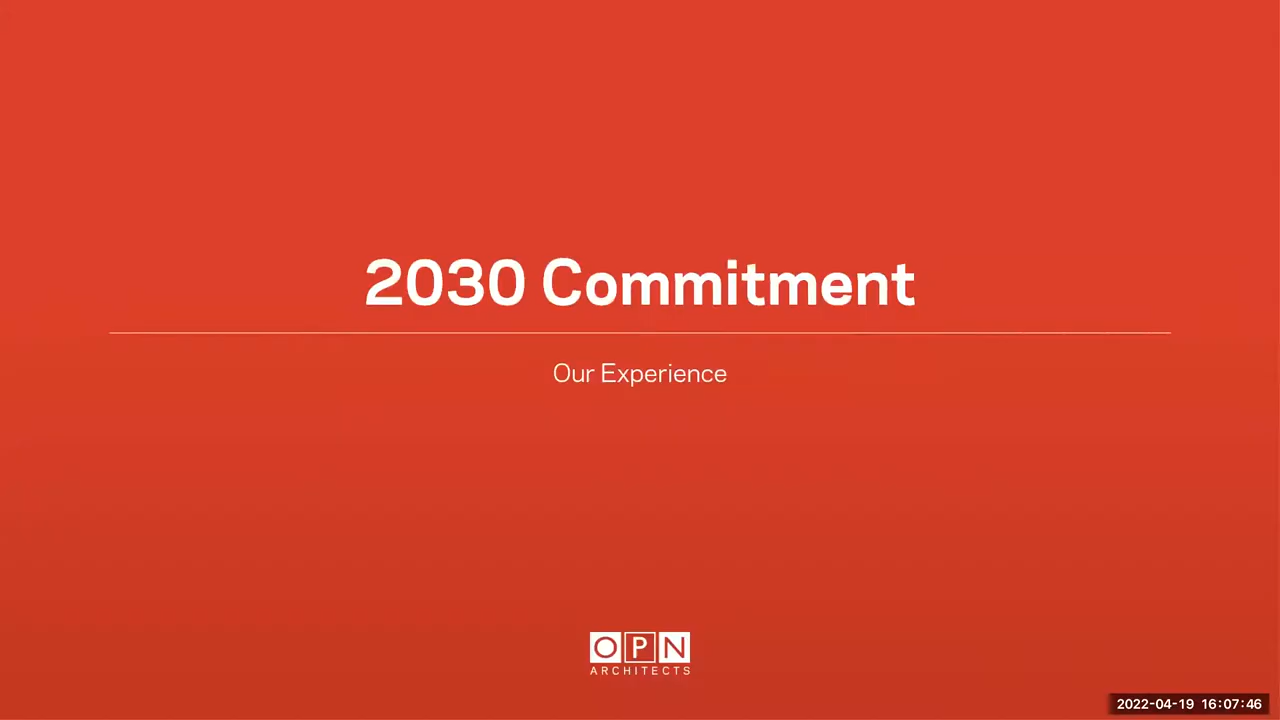 2030 Commitment
Our Experience
OPN
ARCHITECTS
2022-04-19 16:07:46